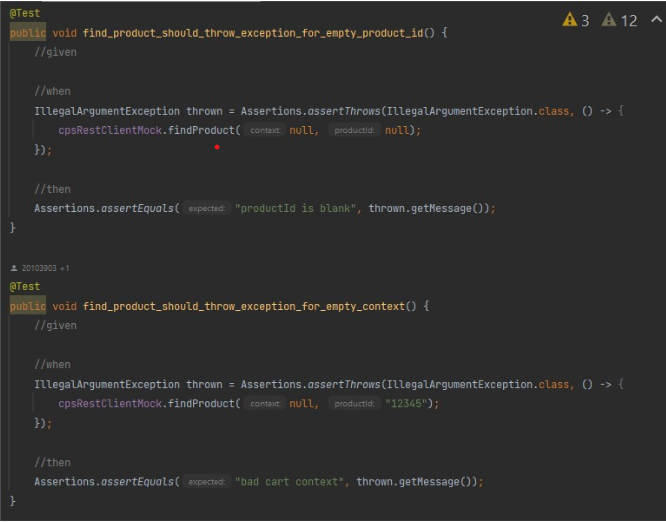 @Test
3 12
public void find_product_should_throw_exception_for_empty_product_id() {
//given
//when
IllegalArgumentException thrown = Assertions.assertThrows(IllegalArgumentException.class, () -> {
cpsRestClientMock.findProduct( context: null, productId: null);
});
//then
Assertions.assertEquals( expected: "productId is blank", thrown.getMessage());
}
20103903 +1
@Test
public void find_product_should_throw_exception_for_empty_context() {
//given
//when
IllegalArgumentException thrown = Assertions.assertThrows(IllegalArgumentException.class, () -> {
cpsRestClientMock.findProduct( context: null, productId: "12345");
});
//then
Assertions.assertEquals( expected: "bad cart context", thrown.getMessage());
}